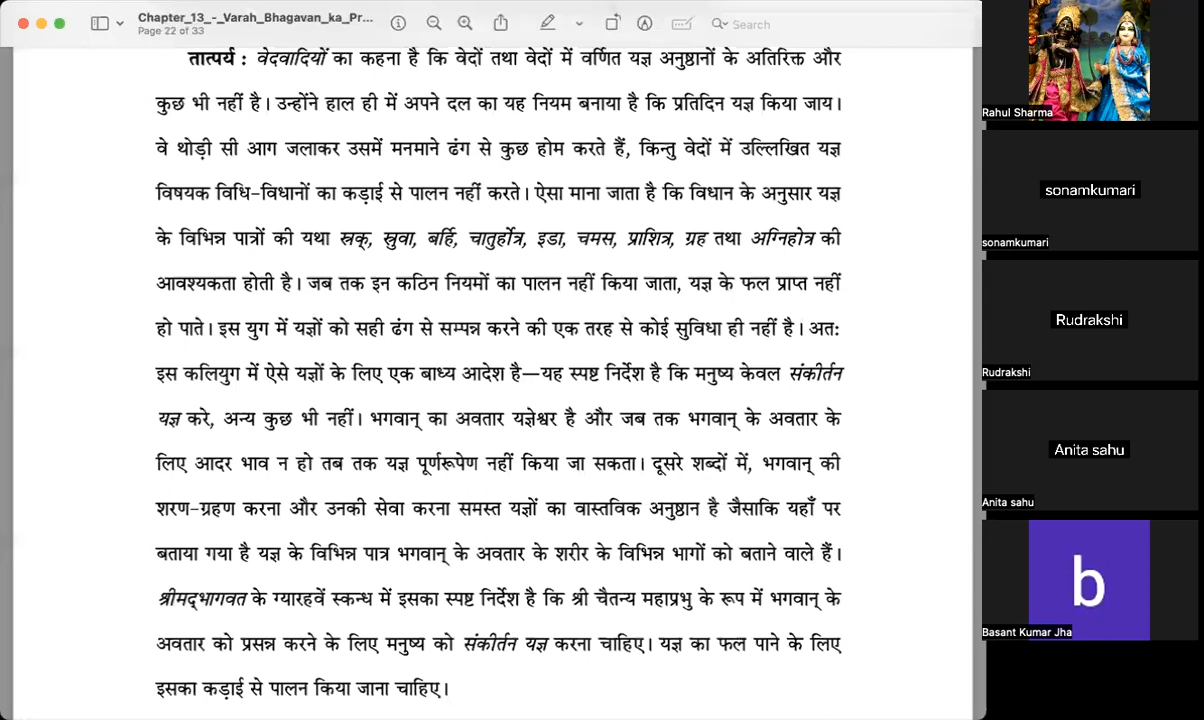 Chapter_13_-_Varah_Bhagavan_ka_Pr...
Page 22 of 33
Search
तात्पर्य : वेदवादियों का कहना है कि वेदों तथा वेदों में वर्णित यज्ञ अनुष्ठानों के अतिरिक्त और
कुछ भी नहीं है। उन्होंने हाल ही में अपने दल का यह नियम बनाया है कि प्रतिदिन यज्ञ किया जाय।
वे थोड़ी सी आग जलाकर उसमें मनमाने ढंग से कुछ होम करते हैं, किन्तु वेदों में उल्लिखित यज्ञ
विषयक विधि-विधानों का कड़ाई से पालन नहीं करते। ऐसा माना जाता है कि विधान के अनुसार यज्ञ
के विभिन्न पात्रों की यथा स्रक्, स्रुवा, बर्हि, चातुर्होत्र, इडा, चमस, प्राशित्र, ग्रह तथा अग्निहोत्र की
आवश्यकता होती है। जब तक इन कठिन नियमों का पालन नहीं किया जाता, यज्ञ के फल प्राप्त नहीं
हो पाते। इस युग में यज्ञों को सही ढंग से सम्पन्न करने की एक तरह से कोई सुविधा ही नहीं है। अतः
इस कलियुग में ऐसे यज्ञों के लिए एक बाध्य आदेश है—यह स्पष्ट निर्देश है कि मनुष्य केवल संकीर्तन
यज्ञ करे, अन्य कुछ भी नहीं। भगवान् का अवतार यज्ञेश्वर है और जब तक भगवान् के अवतार के
लिए आदर भाव न हो तब तक यज्ञ पूर्णरूपेण नहीं किया जा सकता। दूसरे शब्दों में, भगवान् की
शरण-ग्रहण करना और उनकी सेवा करना समस्त यज्ञों का वास्तविक अनुष्ठान है जैसाकि यहाँ पर
बताया गया है यज्ञ के विभिन्न पात्र भगवान् के अवतार के शरीर के विभिन्न भागों को बताने वाले हैं।
श्रीमद्भागवत के ग्यारहवें स्कन्ध में इसका स्पष्ट निर्देश है कि श्री चैतन्य महाप्रभु के रूप में भगवान् के
अवतार को प्रसन्न करने के लिए मनुष्य को संकीर्तन यज्ञ करना चाहिए। यज्ञ का फल पाने के लिए
इसका कड़ाई से पालन किया जाना चाहिए।
Rahul Sharma
sonamkumari
sonamkumari
Rudrakshi
Rudrakshi
Anita sahu
Anita sahu
b
Basant Kumar Jha